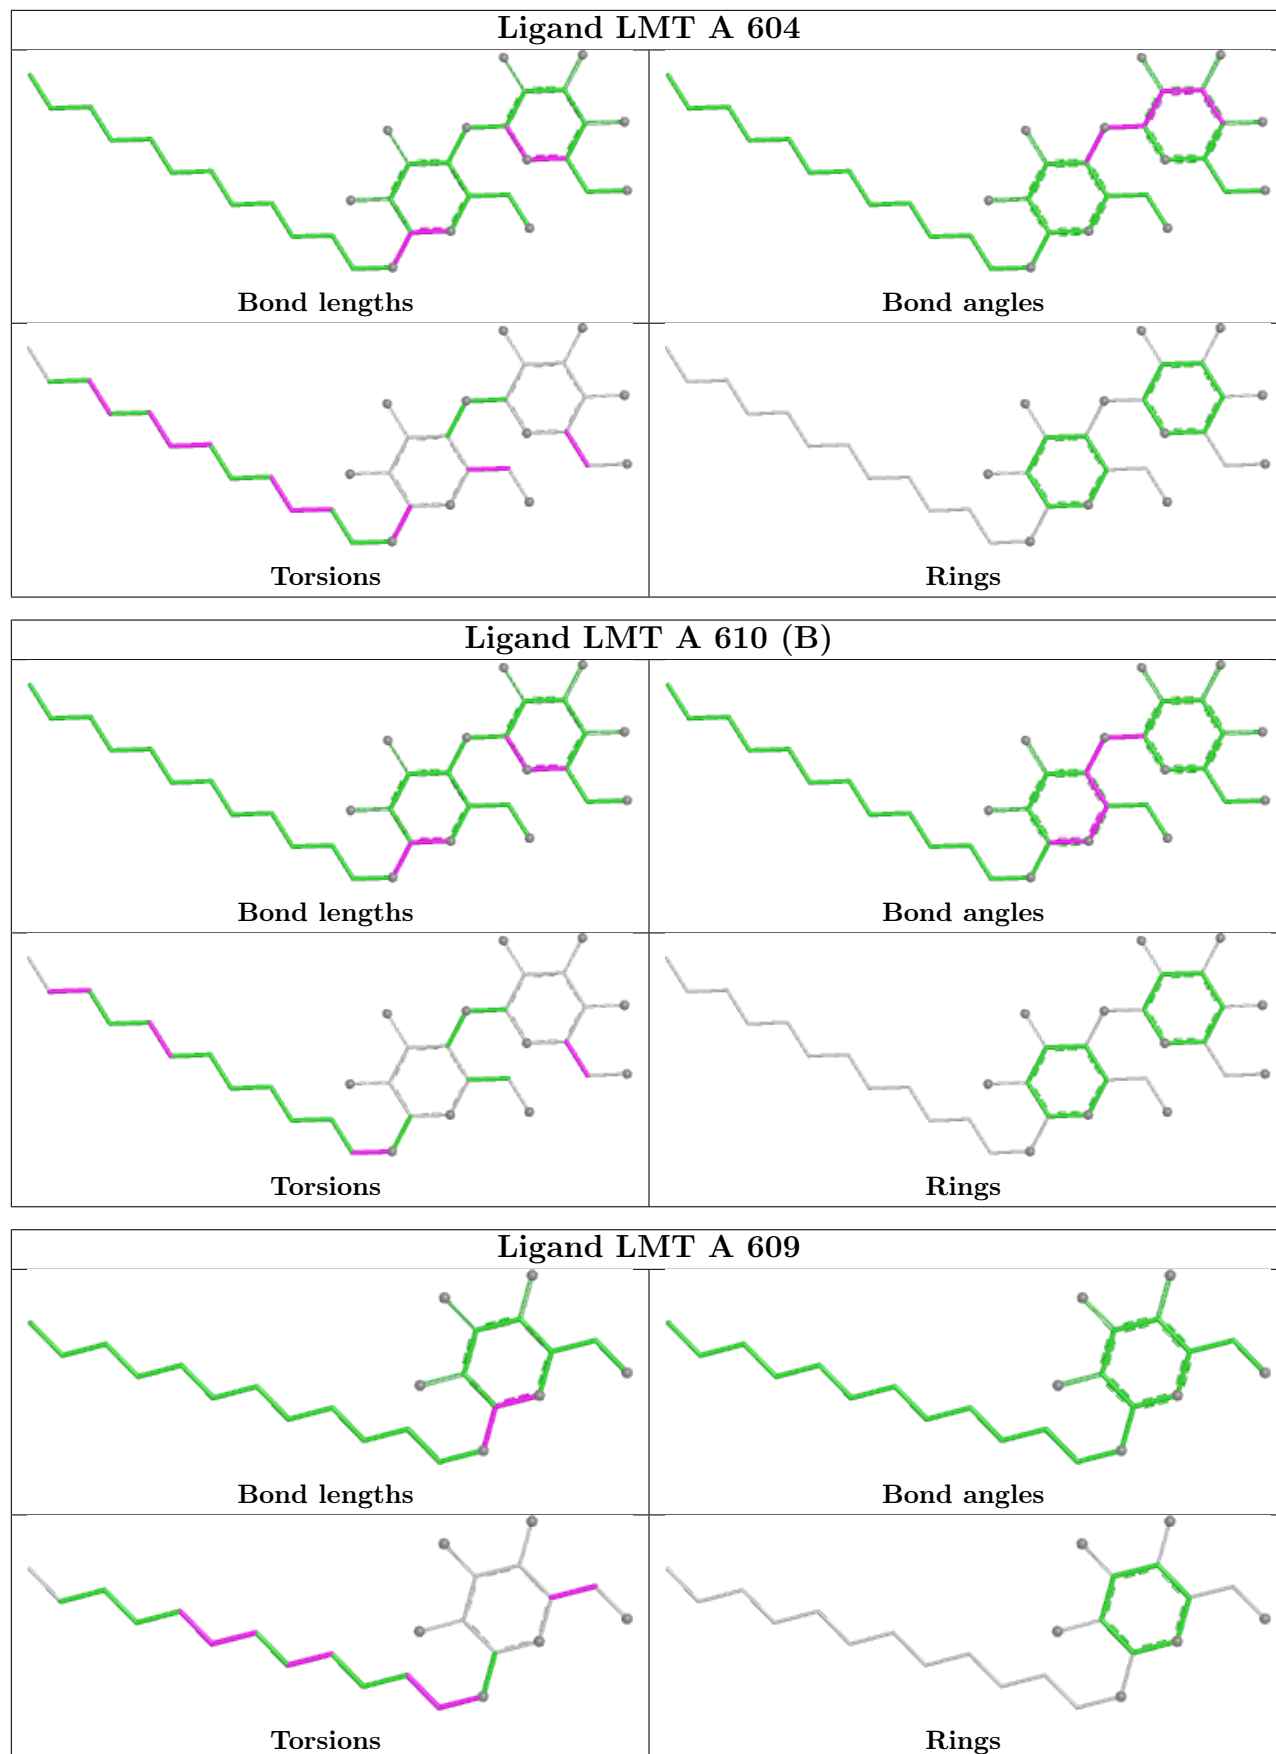 Ligand LMT A 604
Bond lengths
Bond angles
Torsions
Rings
Ligand LMT A 610 (B)
Bond lengths
Bond angles
Torsions
Rings
Ligand LMT A 609
Bond lengths
Bond angles
Torsions
Rings